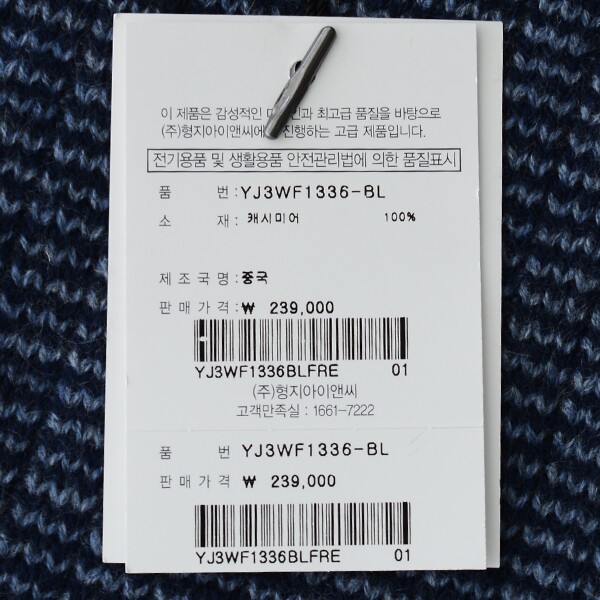 이 제품은 감성적인 과 최고급 품질을 바탕으로
(주)형지아이앤씨에 진행하는 고급 제품입니다.
전기용품 및 생활용품 안전관리법에 의한 품질표시
품 번 : YJ3WF1336-BL
소 재 : 캐시미어 100%
제 조 국 명 : 중국
판 매 가 격 : ₩ 239,000
YJ3WF1336BLFRE 01
(주)형지아이앤씨
고객만족실 : 1661-7222
품 번 YJ3WF1336-BL
판 매 가 격 ₩ 239,000
YJ3WF1336BLFRE 01